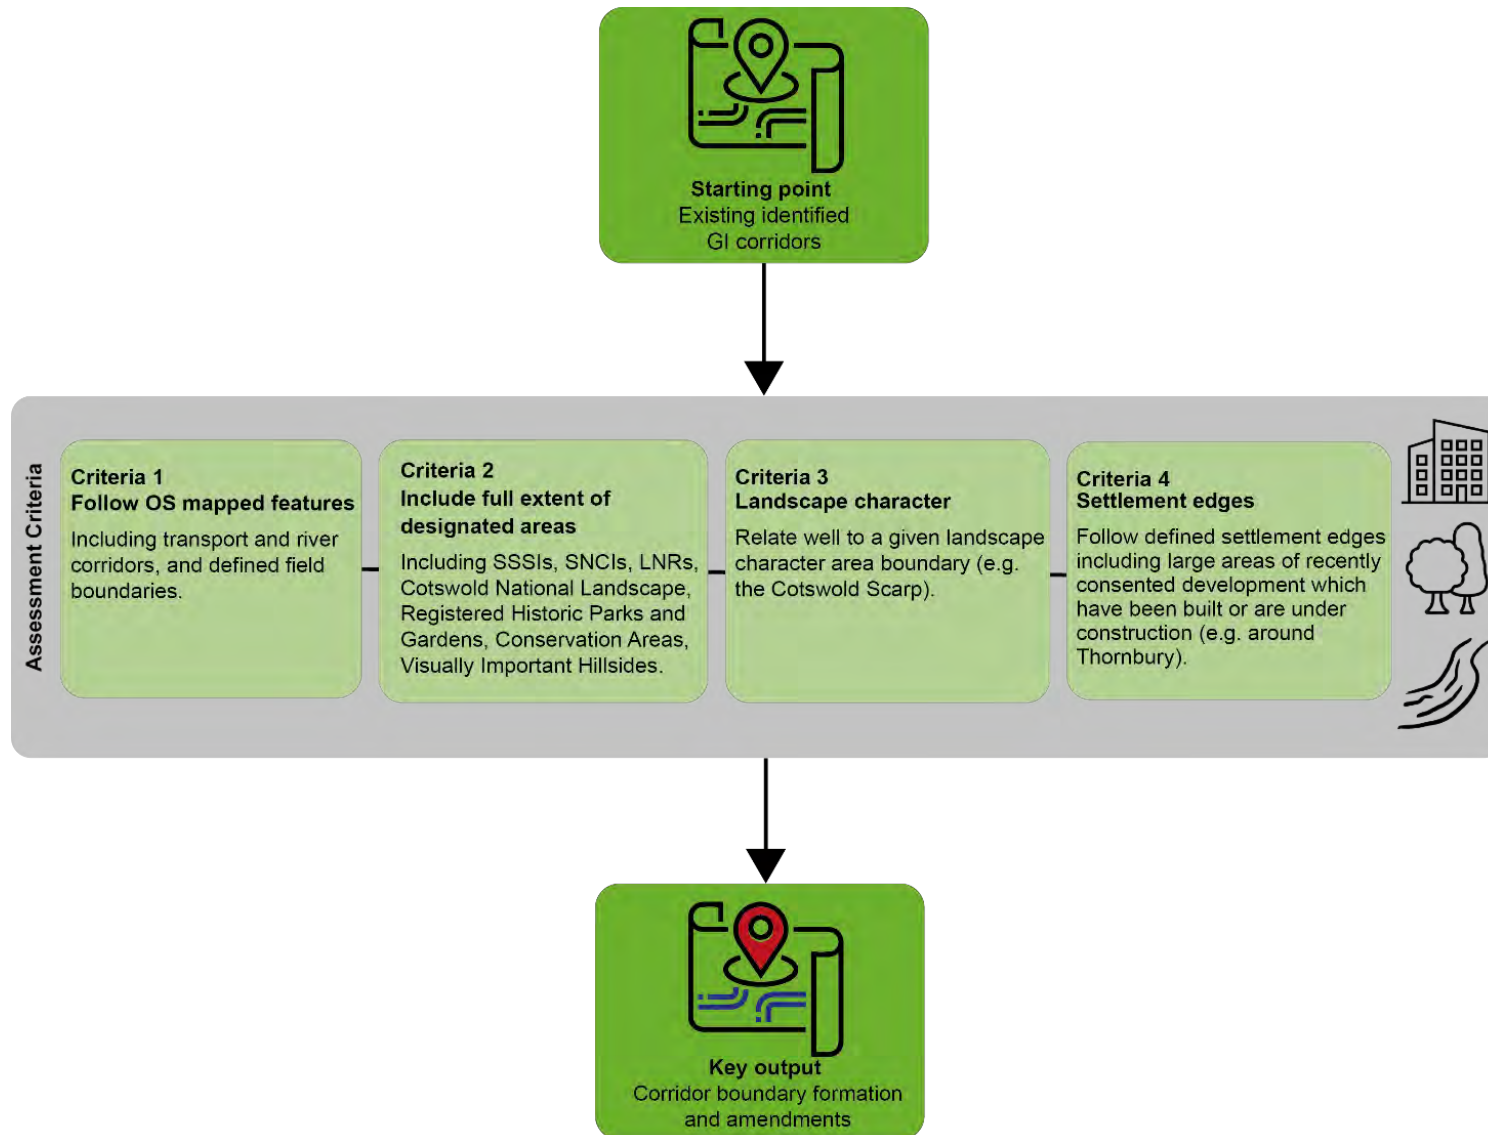 Starting point
Existing identified
GI corridors
Assessment Criteria
Criteria 1
Follow OS mapped features
Including transport and river
corridors, and defined field
boundaries.
Criteria 2
Include full extent of
designated areas
Including SSSIs, SNCIs, LNRs,
Cotswold National Landscape,
Registered Historic Parks and
Gardens, Conservation Areas,
Visually Important Hillsides.
Criteria 3
Landscape character
Relate well to a given landscape
character area boundary (e.g.
the Cotswold Scarp).
Criteria 4
Settlement edges
Follow defined settlement edges
including large areas of recently
consented development which
have been built or are under
construction (e.g. around
Thornbury).
Key output
Corridor boundary formation
and amendments